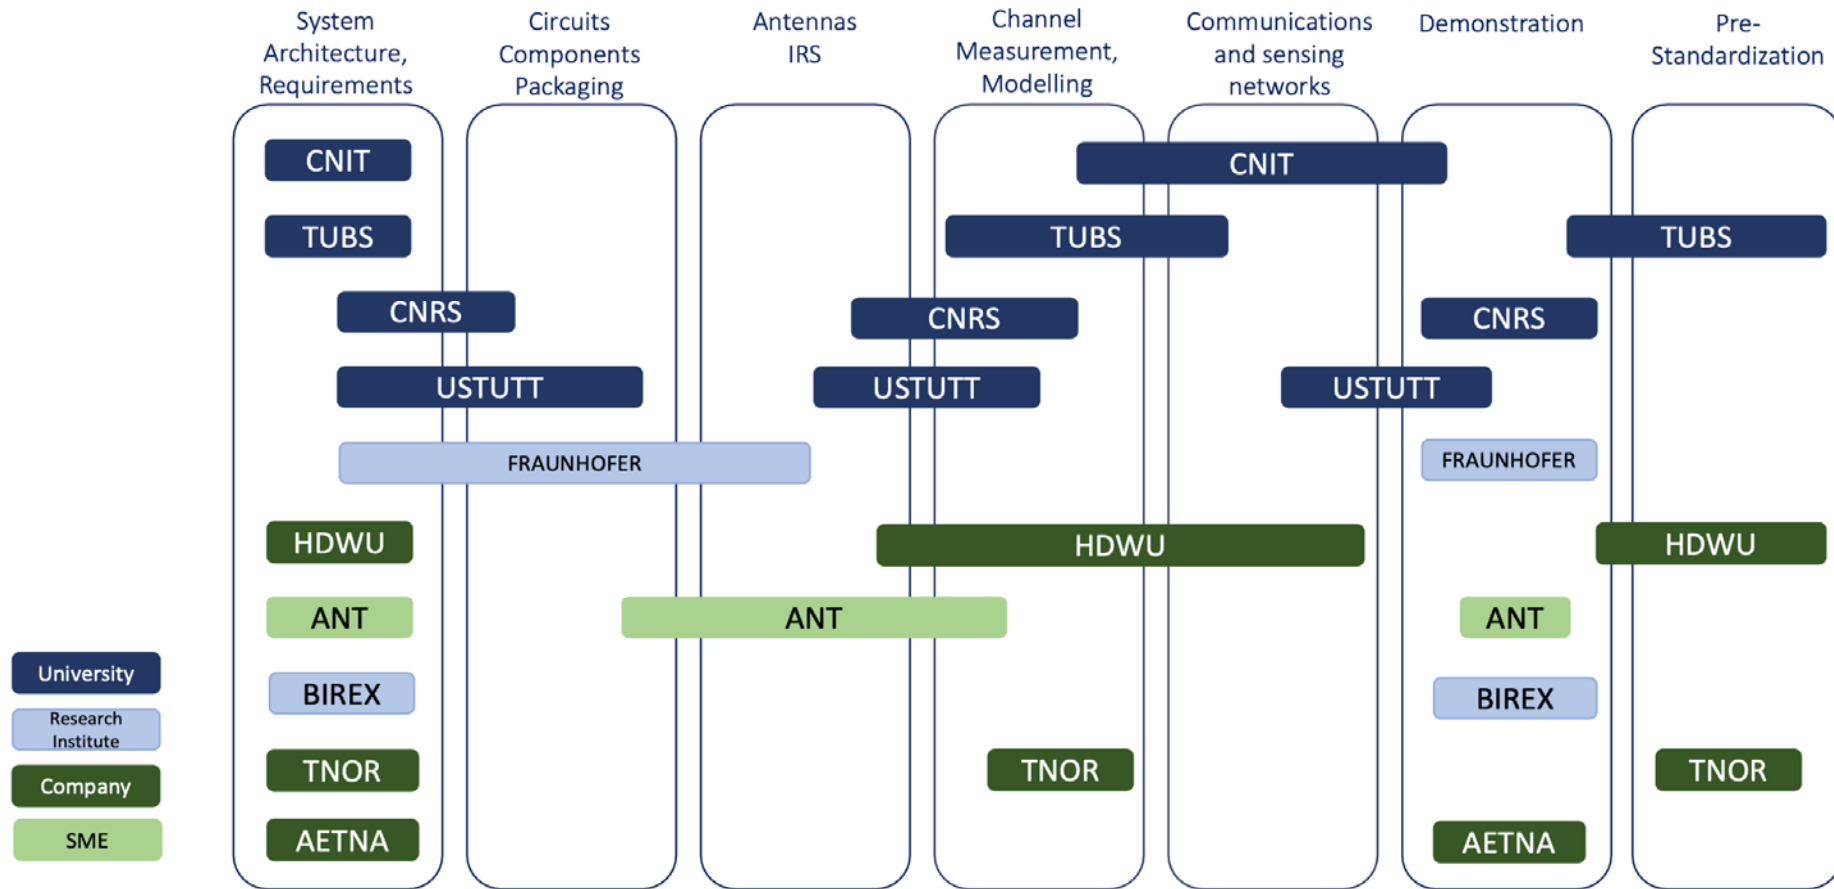 System
Architecture,
Requirements
Circuits
Components
Packaging
Antennas
IRS
Channel
Measurement,
Modelling
Communications
and sensing
networks
Demonstration
Pre-
Standardization
CNIT
CNIT
TUBS
TUBS
TUBS
CNRS
CNRS
CNRS
USTUTT
USTUTT
USTUTT
FRAUNHOFER
FRAUNHOFER
HDWU
HDWU
HDWU
ANT
ANT
ANT
BIREX
BIREX
TNOR
TNOR
TNOR
AETNA
AETNA
University
Research
Institute
Company
SME